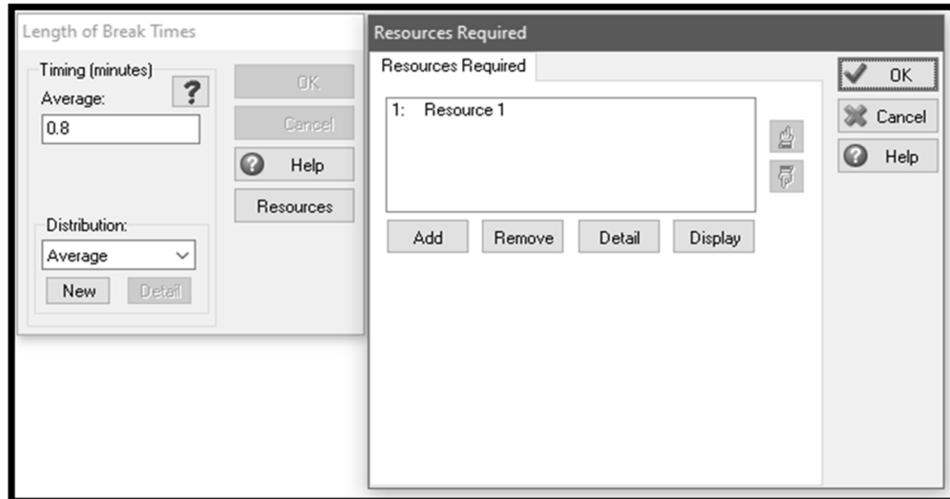 Length of Break Times
Timing (minutes)
Average:
?
0.8
OK
Cancel
? Help
Resources
Distribution:
Average
New
Detail
Resources Required
Resources Required
1: Resource 1
Add
Remove
Detail
Display
OK
Cancel
? Help